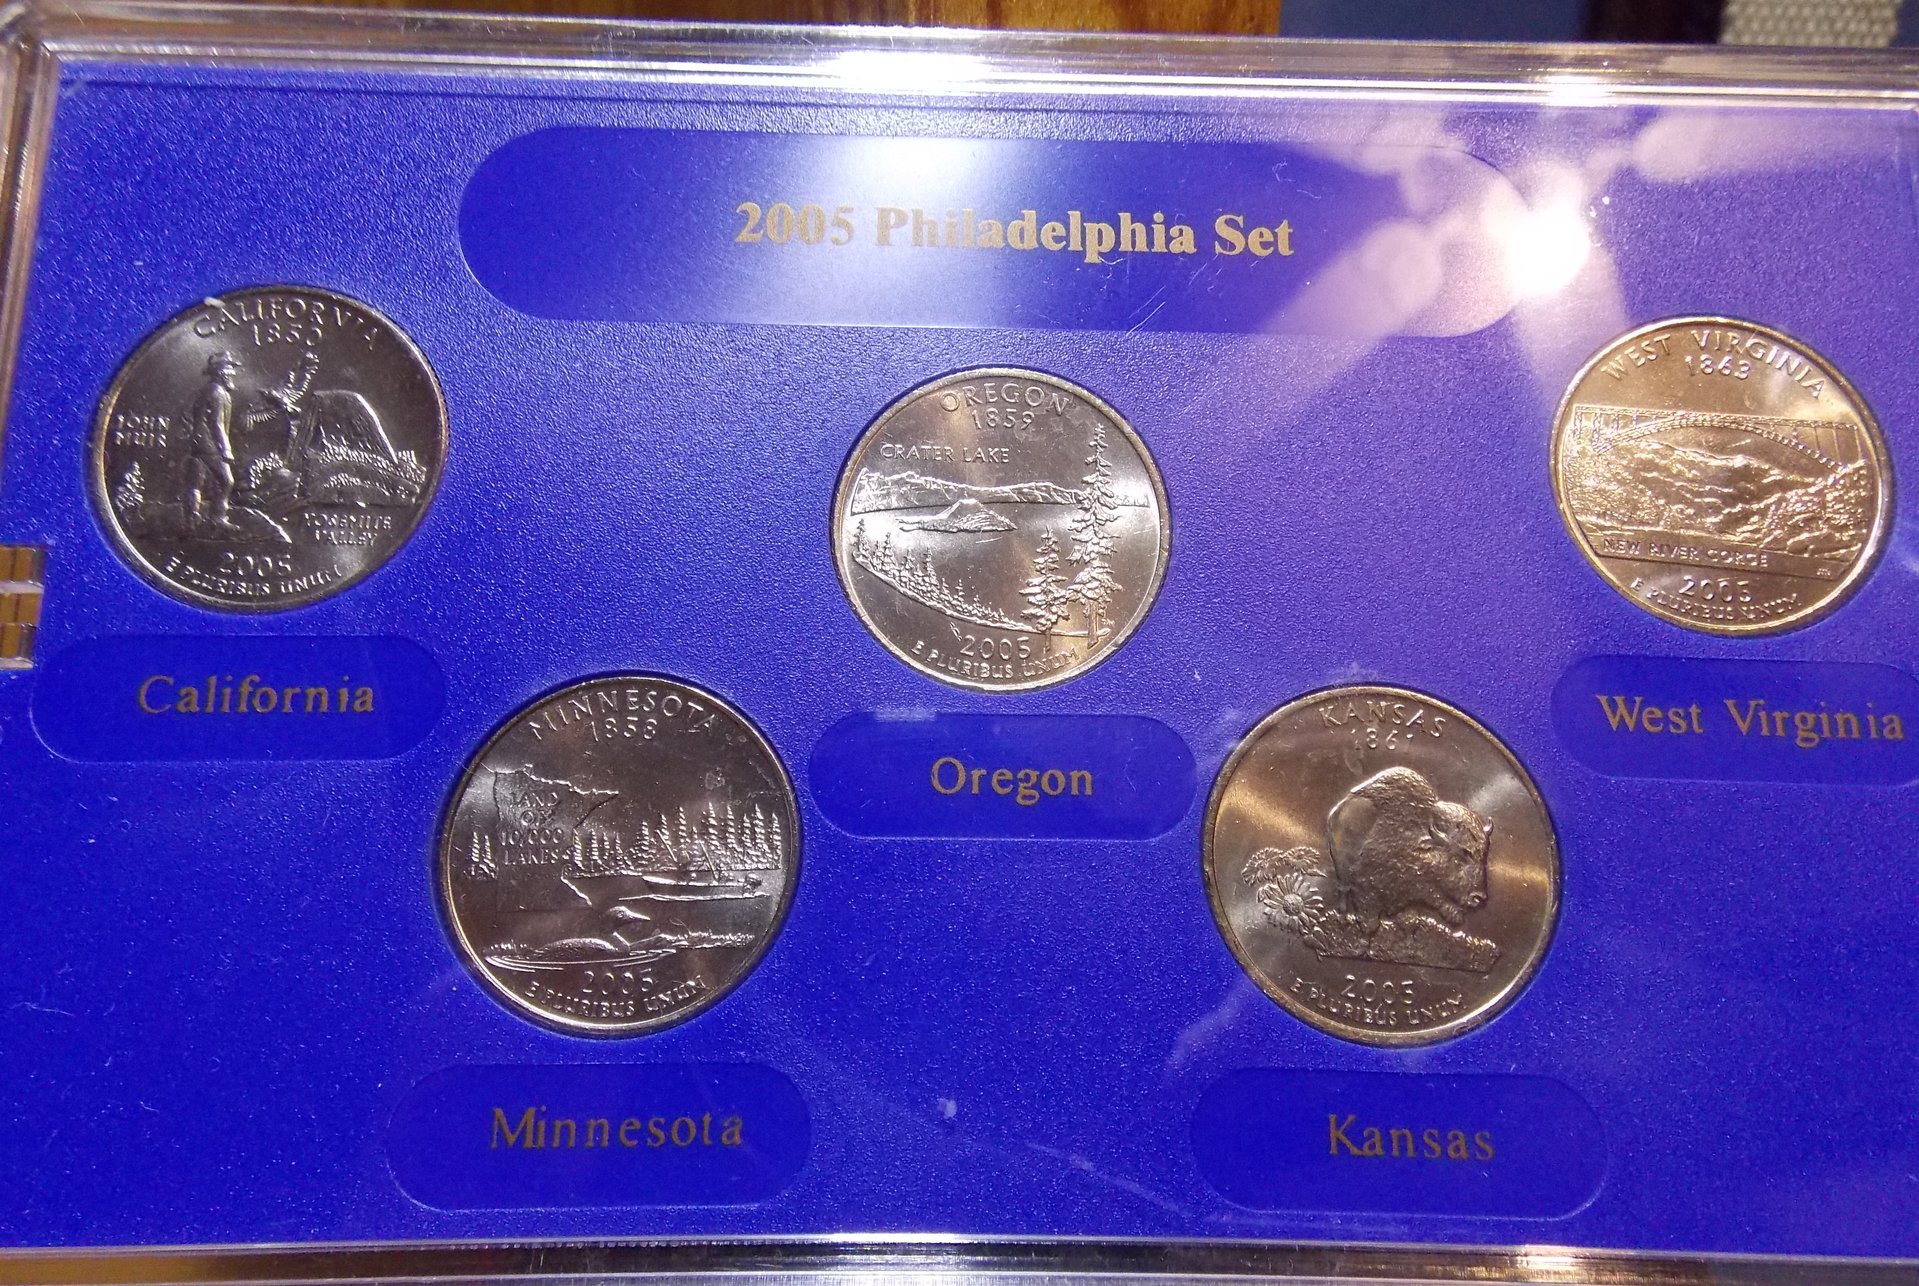 2005 Philadelphia Set
CALIFORNIA
1850
JOHN
MUIR
YOSEMITE
VALLEY
2005
E PLURIBUS UNUM
California
MINNESOTA
1858
LAND
OF
10,000
LAKES
2005
E PLURIBUS UNUM
Minnesota
OREGON
1859
CRATER LAKE
2005
E PLURIBUS UNUM
Oregon
KANSAS
1861
2005
E PLURIBUS UNUM
Kansas
WEST VIRGINIA
1863
NEW RIVER GORGE
2005
E PLURIBUS UNUM
West Virginia